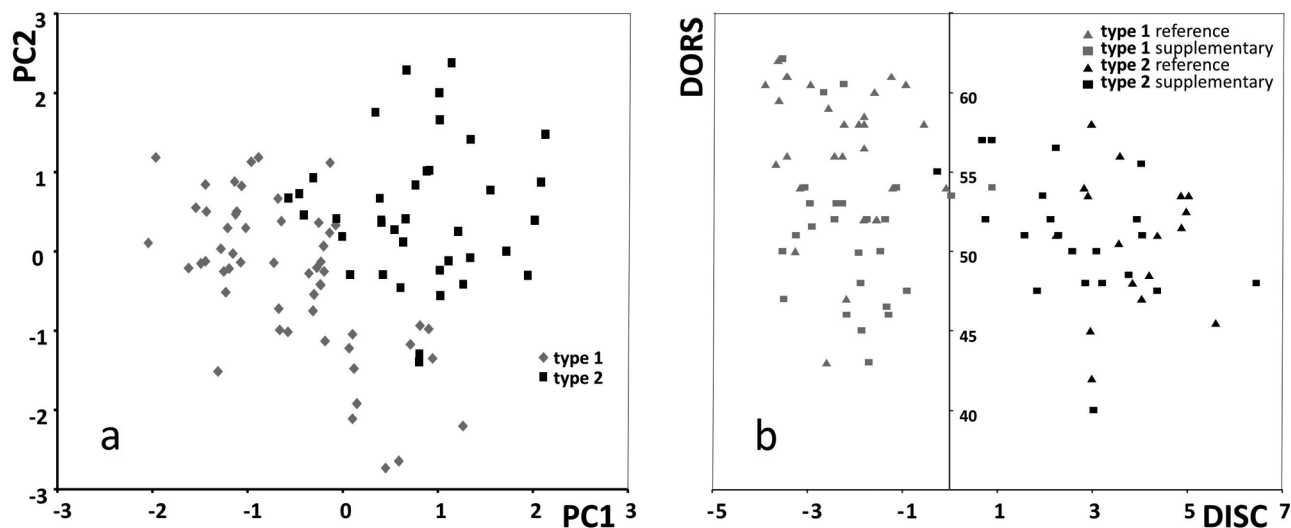 3
2
1
0
-1
-2
-3
PC2
-3
-2
-1
0
1
2
3
PC1
type 1
type 2
a
DORS
60
55
50
45
40
-5
-3
-1
1
3
5
7
DISC
type 1 reference
type 1 supplementary
type 2 reference
type 2 supplementary
b